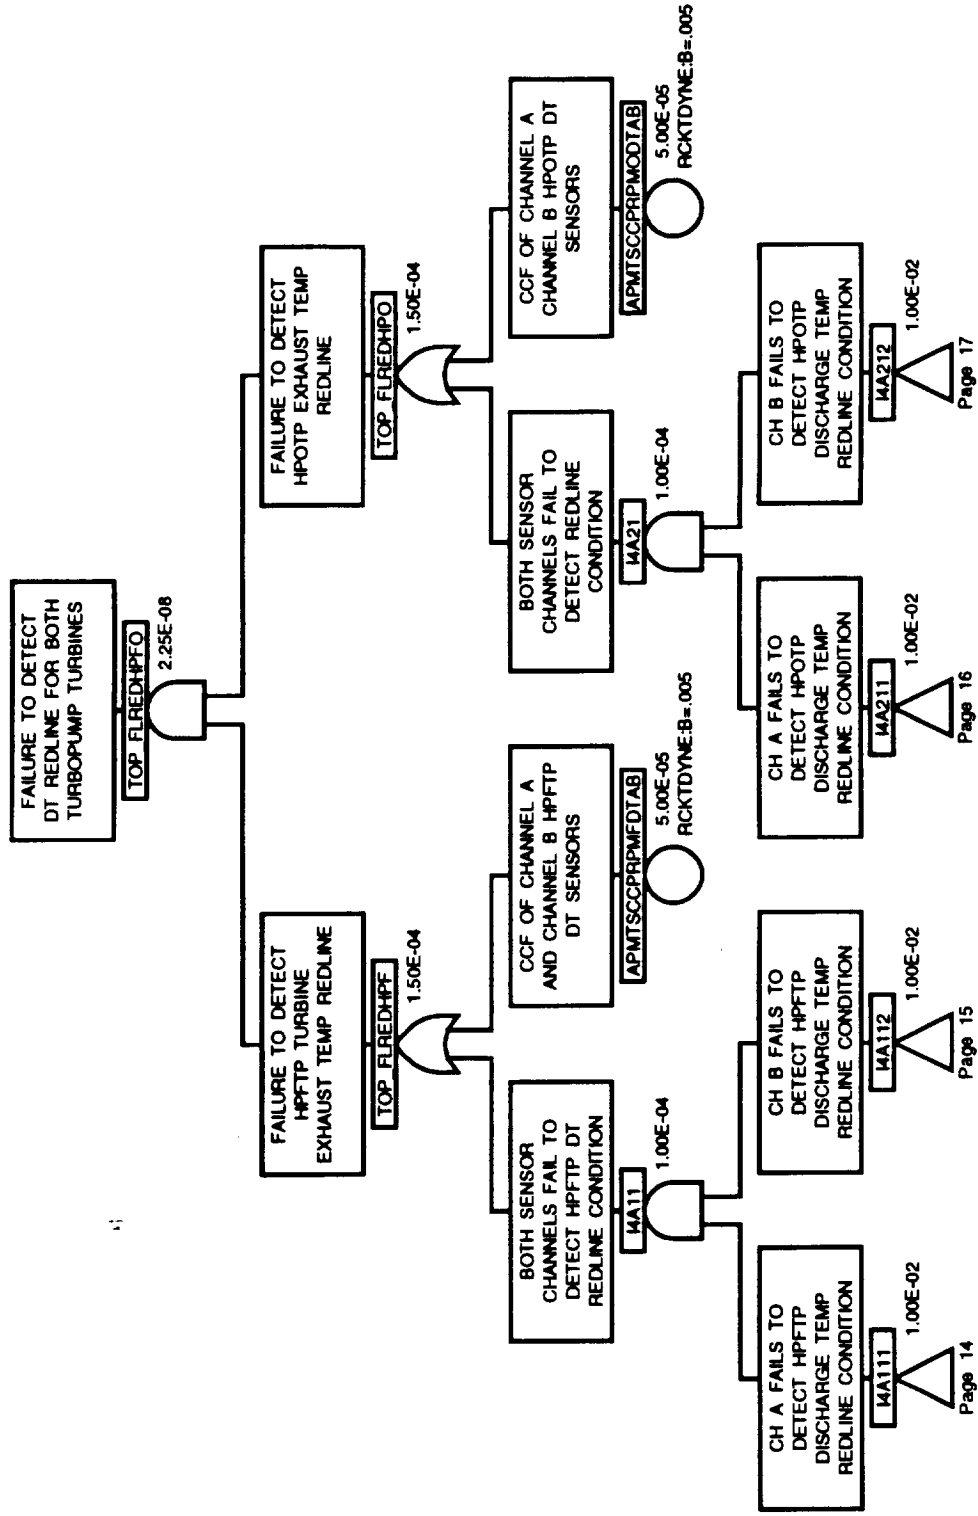 FAILURE TO DETECT
DT REDLINE FOR BOTH
TURBOPUMP TURBINES
TOP FLREDHPFO
2.25E-08
FAILURE TO DETECT
HPFTP TURBINE
EXHAUST TEMP REDLINE
TOP FLREDHPF
1.50E-04
FAILURE TO DETECT
HPOTP EXHAUST TEMP
REDLINE
TOP FLREDHPO
1.50E-04
BOTH SENSOR
CHANNELS FAIL TO
DETECT HPFTP DT
REDLINE CONDITION
I4A11
1.00E-04
CCF OF CHANNEL A
AND CHANNEL B HPFTP
DT SENSORS
APMTSCCPRPMFDTAB
5.00E-05
RCKTDYNE:B=.005
BOTH SENSOR
CHANNELS FAIL TO
DETECT REDLINE
CONDITION
I4A21
1.00E-04
CCF OF CHANNEL A
CHANNEL B HPOTP DT
SENSORS
APMTSCCPRPMODTAB
5.00E-05
RCKTDYNE:B=.005
CH A FAILS TO
DETECT HPFTP
DISCHARGE TEMP
REDLINE CONDITION
I4A111
1.00E-02
Page 14
CH B FAILS TO
DETECT HPFTP
DISCHARGE TEMP
REDLINE CONDITION
I4A112
1.00E-02
Page 15
CH A FAILS TO
DETECT HPOTP
DISCHARGE TEMP
REDLINE CONDITION
I4A211
1.00E-02
Page 16
CH B FAILS TO
DETECT HPOTP
DISCHARGE TEMP
REDLINE CONDITION
I4A212
1.00E-02
Page 17